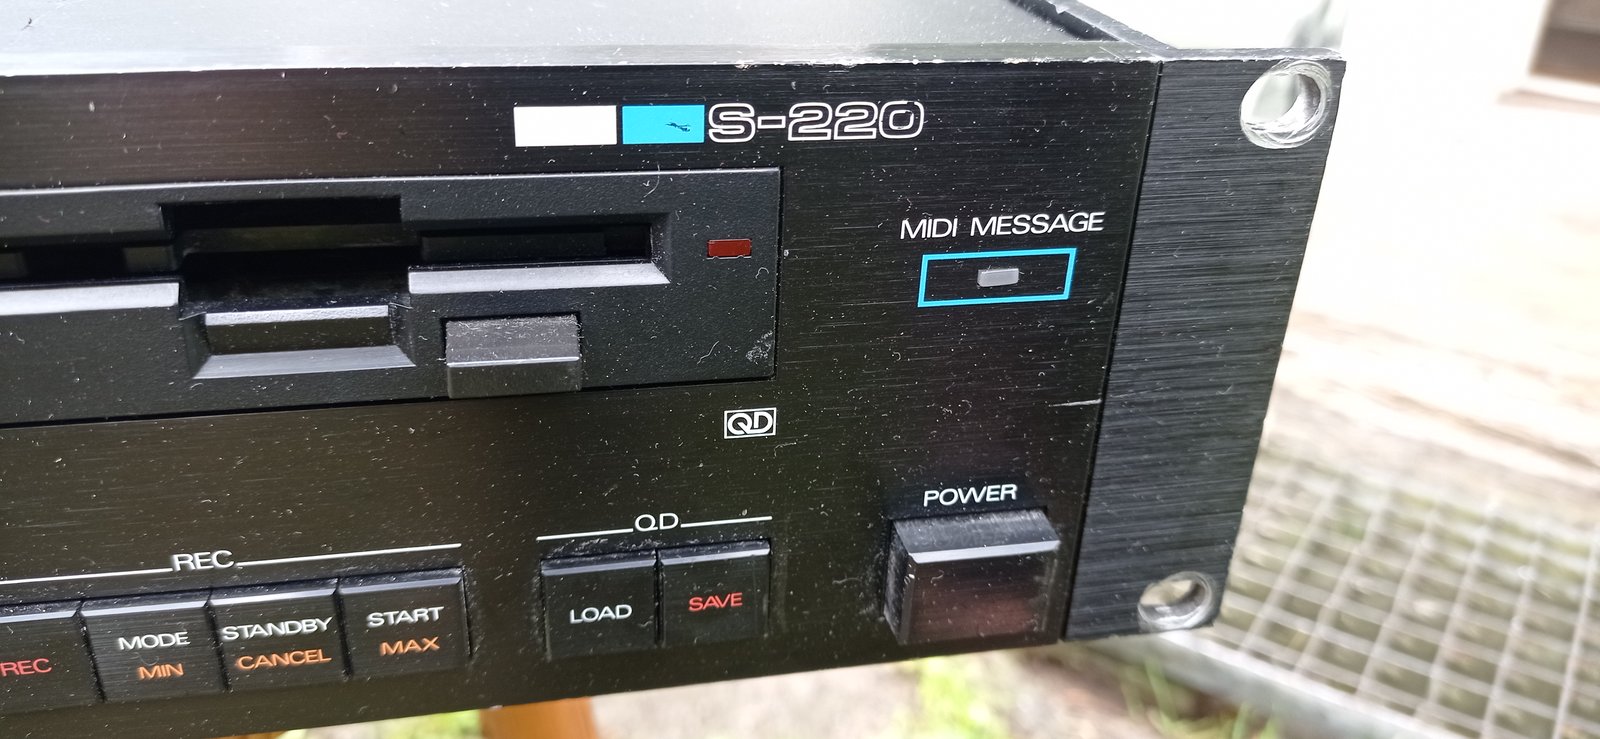 S-220
MIDI MESSAGE
QD
POWER
REC
QD
REC
MODE
MIN
STANDBY
CANCEL
START
MAX
LOAD
SAVE